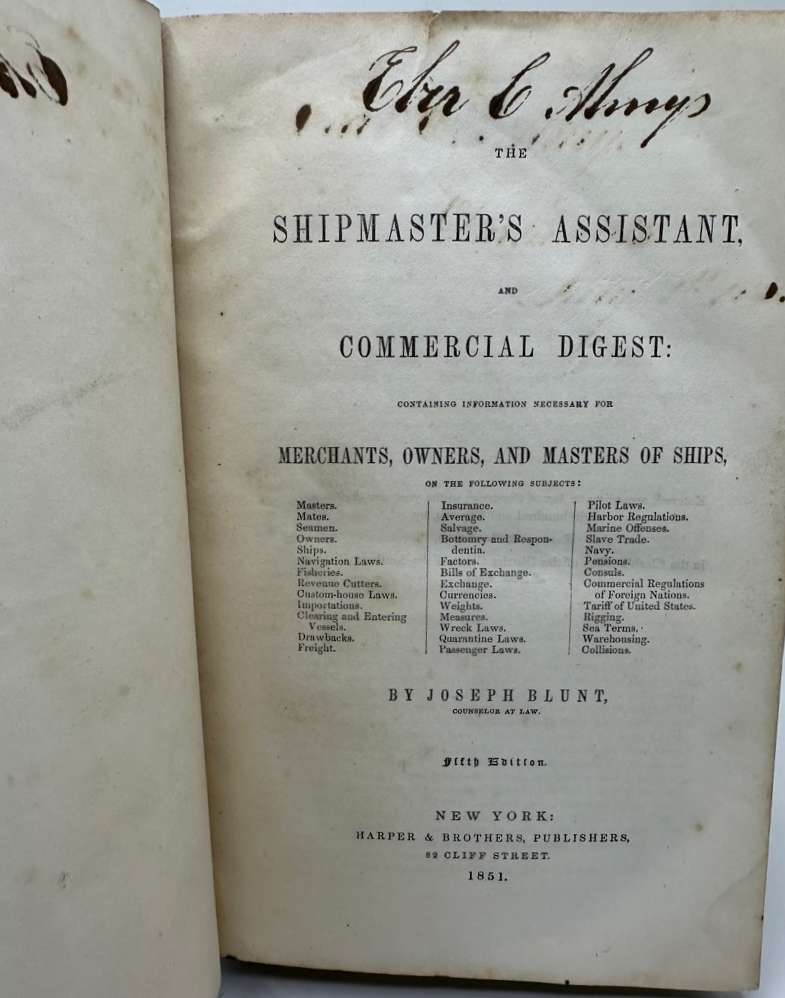 Eber C Almys
THE
SHIPMASTER'S ASSISTANT,
AND
COMMERCIAL DIGEST:
CONTAINING INFORMATION NECESSARY FOR
MERCHANTS, OWNERS, AND MASTERS OF SHIPS,
ON THE FOLLOWING SUBJECTS:
Masters.
Mates.
Seamen.
Owners.
Ships.
Navigation Laws.
Fisheries.
Revenue Cutters.
Custom-house Laws.
Importations.
Clearing and Entering
Vessels.
Drawbacks.
Freight.
Insurance.
Average.
Salvage.
Bottomry and Respon-
dentia.
Factors.
Bills of Exchange.
Exchange.
Currencies.
Weights.
Measures.
Wreck Laws.
Quarantine Laws.
Passenger Laws.
Pilot Laws.
Harbor Regulations.
Marine Offenses.
Slave Trade.
Navy.
Pensions.
Consuls.
Commercial Regulations
of Foreign Nations.
Tariff of United States.
Rigging.
Sea Terms.
Warehousing.
Collisions.
BY JOSEPH BLUNT,
COUNSELOR AT LAW.
Fifth Edition.
NEW YORK:
HARPER & BROTHERS, PUBLISHERS,
82 CLIFF STREET.
1851.